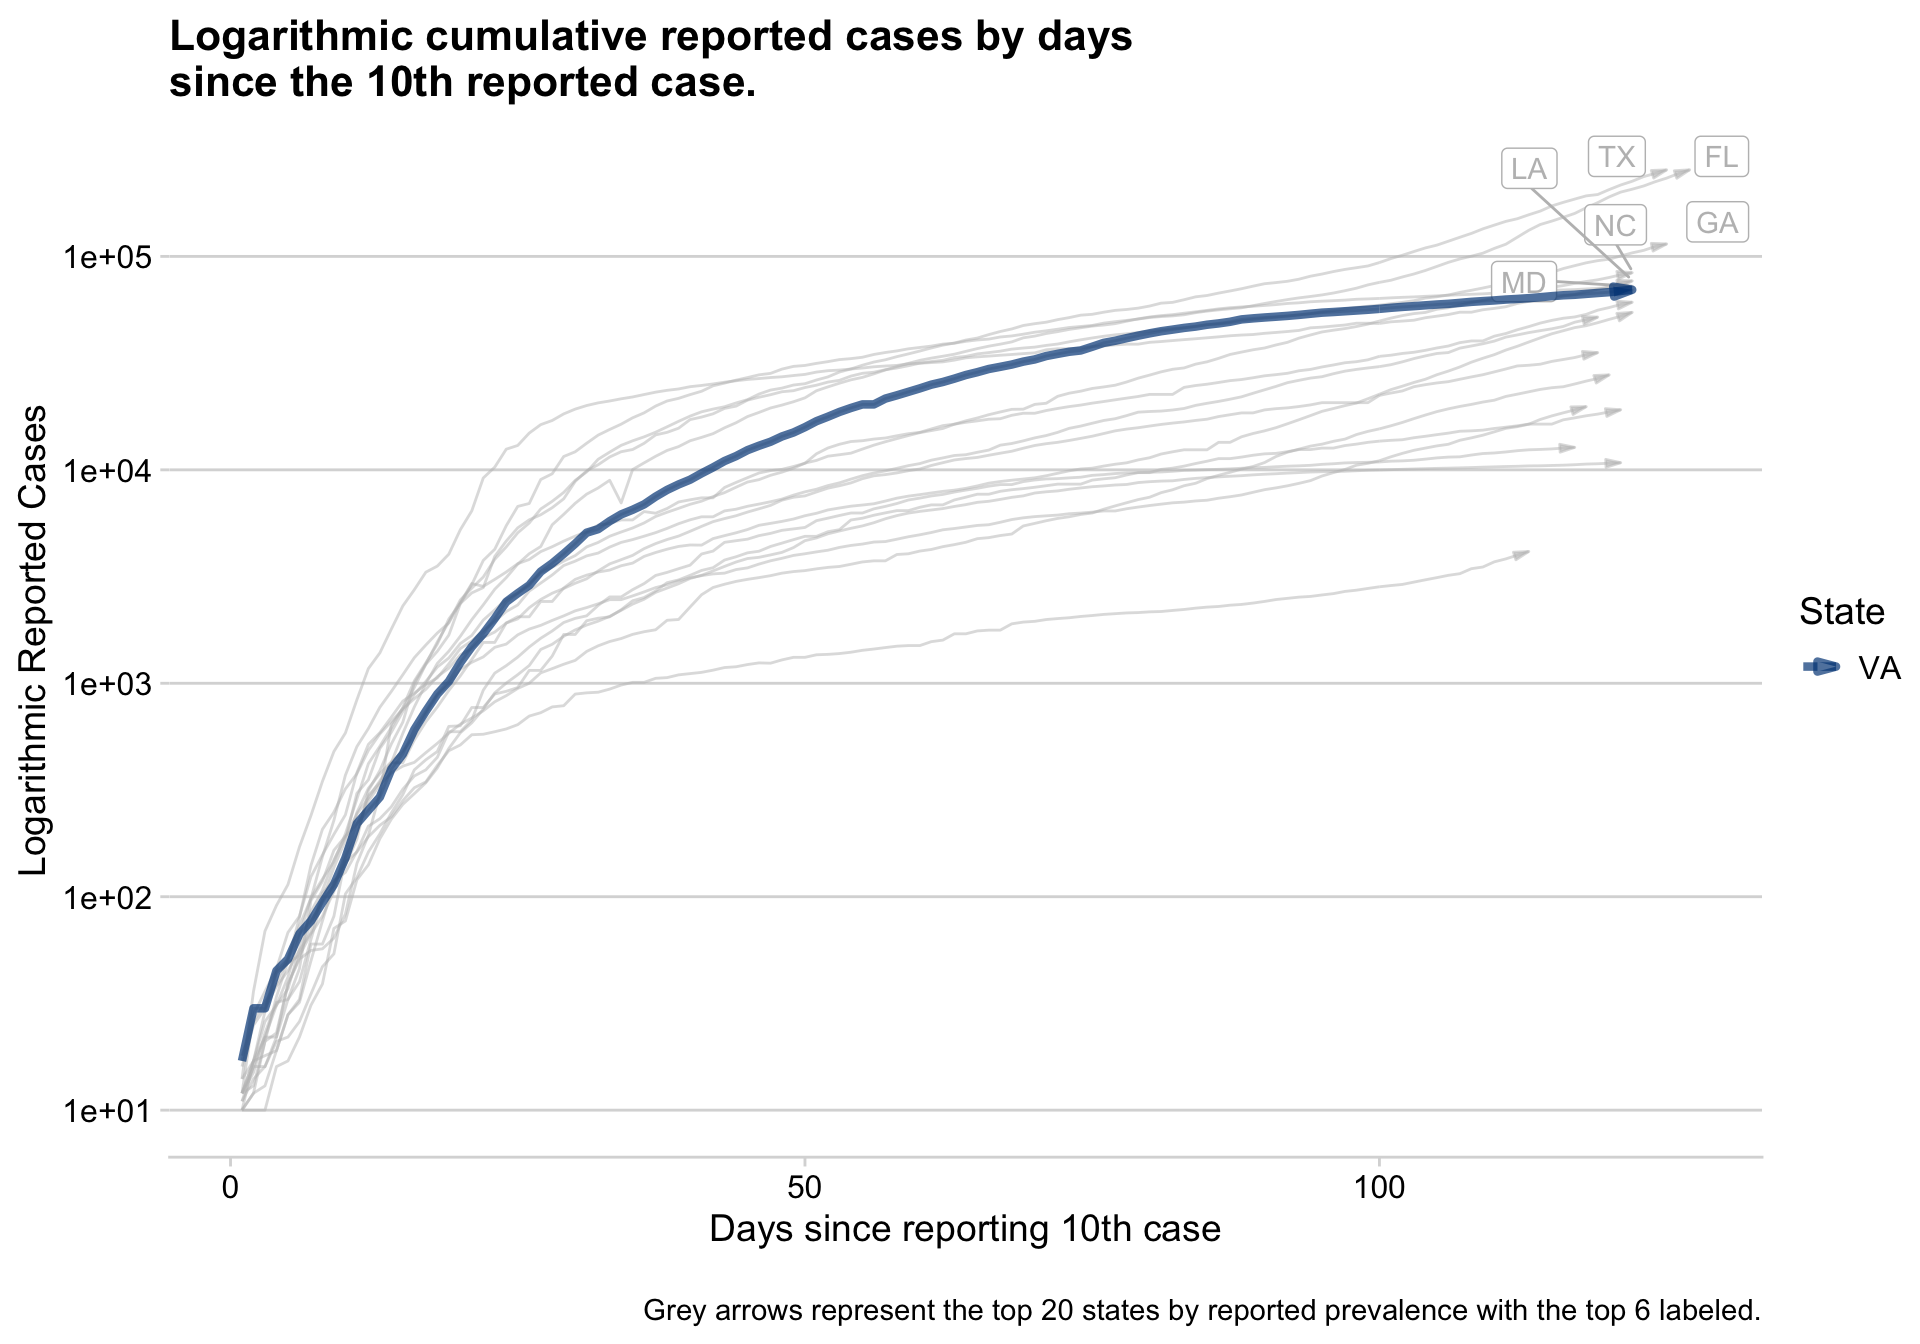 Logarithmic cumulative reported cases by days
since the 10th reported case.
LA
TX
FL
NC
GA
MD
1e+05
1e+04
1e+03
1e+02
1e+01
Logarithmic Reported Cases
0
50
100
Days since reporting 10th case
State
VA
Grey arrows represent the top 20 states by reported prevalence with the top 6 labeled.